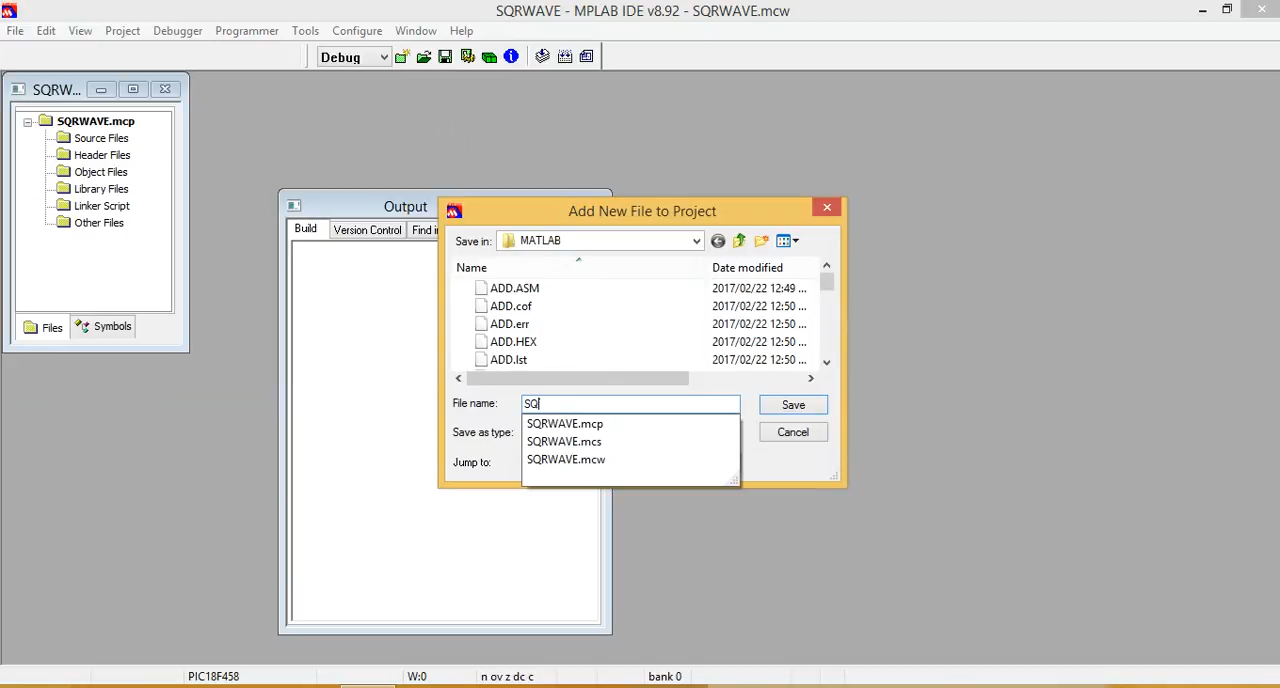 SQRWAVE - MPLAB IDE v8.92 - SQRWAVE.mcw
File Edit View Project Debugger Programmer Tools Configure Window Help
Debug
SQRW...
SQRWAVE.mcp
Source Files
Header Files
Object Files
Library Files
Linker Script
Other Files
Files Symbols
Output
Build Version Control Find in
Add New File to Project
Save in: MATLAB
Name Date modified
ADD.ASM 2017/02/22 12:49 ...
ADD.cof 2017/02/22 12:50 ...
ADD.err 2017/02/22 12:50 ...
ADD.HEX 2017/02/22 12:50 ...
ADD.lst 2017/02/22 12:50 ...
File name: SQ Save
SQRWAVE.mcp
Save as type: Cancel
SQRWAVE.mcs
Jump to: SQRWAVE.mcw
PIC18F458 W:0 n ov z dc c bank 0